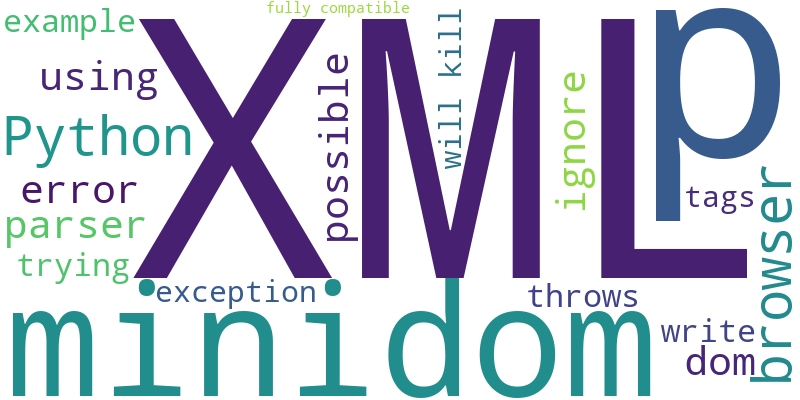 fully compatible
example
XML
p
using
possible
will kill
ignore
Python
error
parser
tags
browser
trying
exception
throws
minidom
write
dom